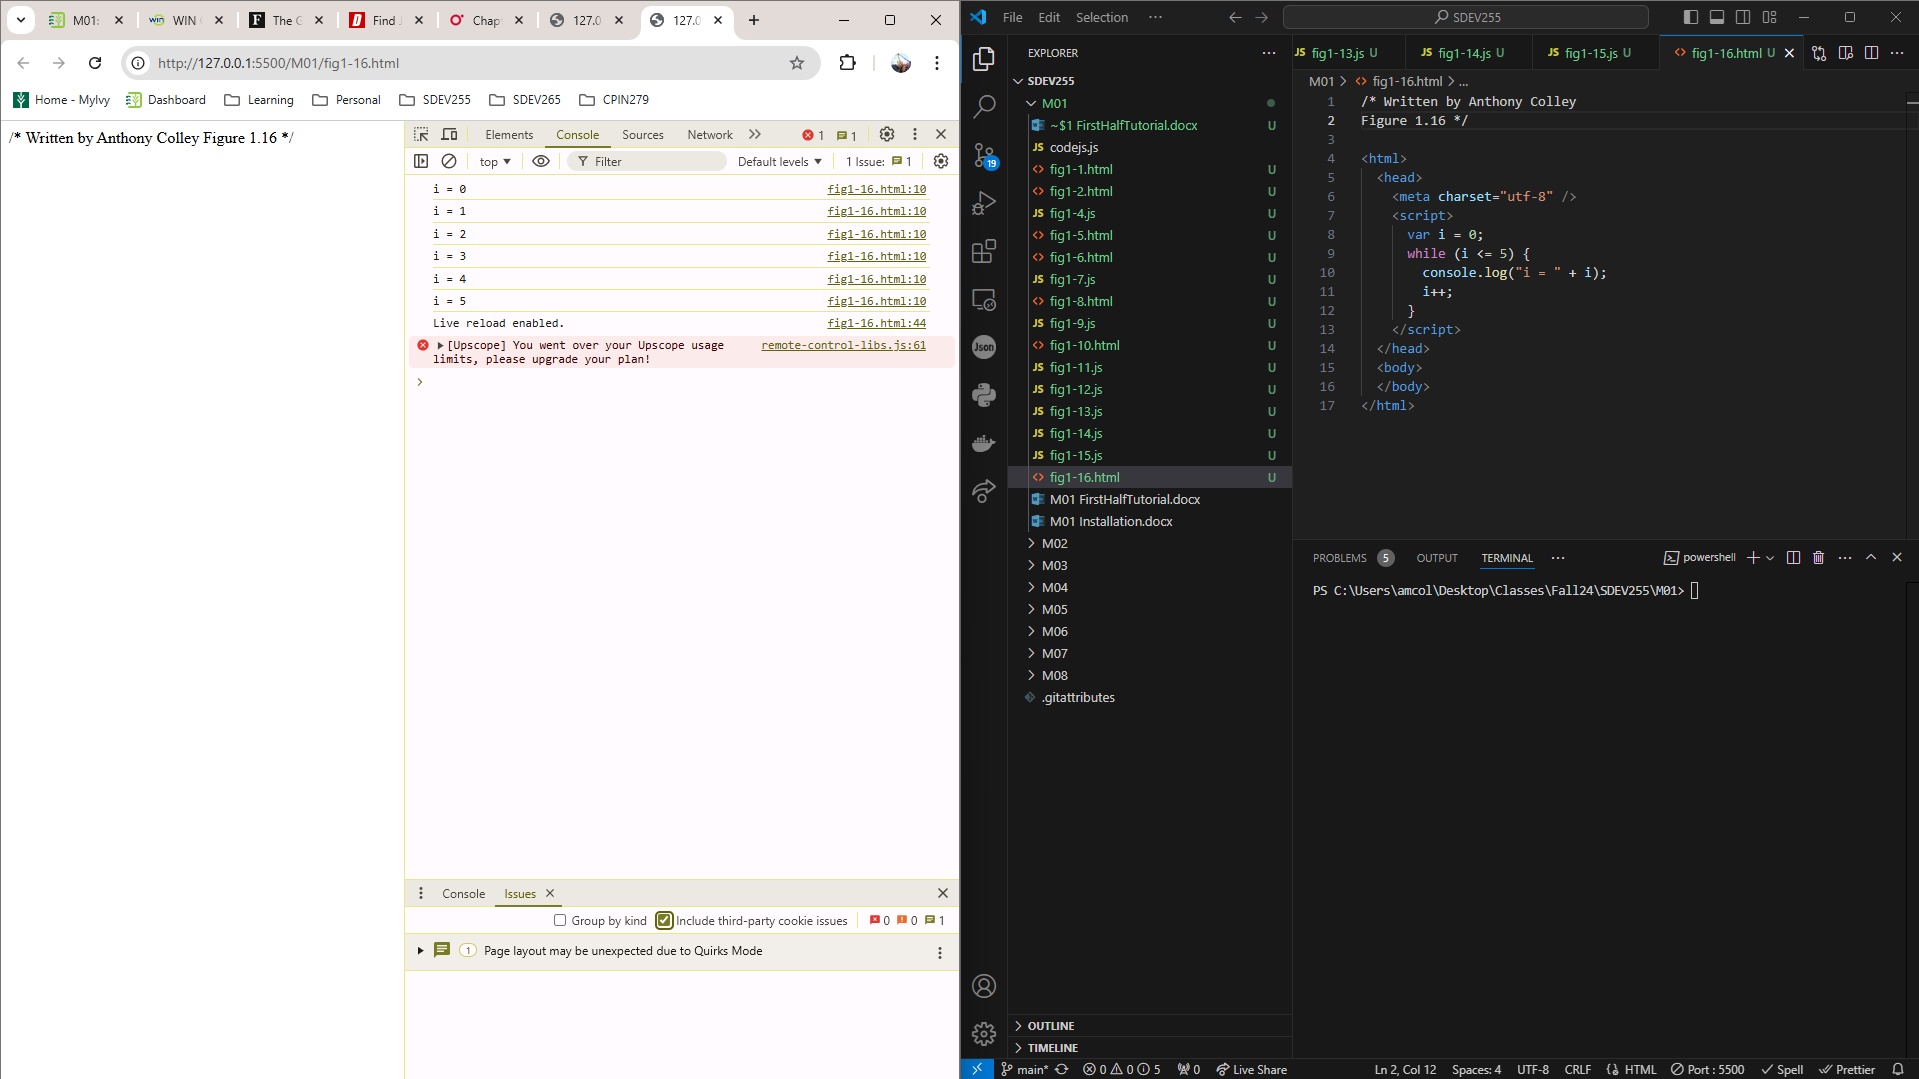 M01:
WIN
The G
Find J
Chap
127.0
127.0
http://127.0.0.1:5500/M01/fig1-16.html
Home - MyIvy
Dashboard
Learning
Personal
SDEV255
SDEV265
CPIN279
/* Written by Anthony Colley Figure 1.16 */
Elements Console Sources Network 1 1
top Filter Default levels 1 Issue: 1
i = 0 fig1-16.html:10
i = 1 fig1-16.html:10
i = 2 fig1-16.html:10
i = 3 fig1-16.html:10
i = 4 fig1-16.html:10
i = 5 fig1-16.html:10
Live reload enabled. fig1-16.html:44
[Upscope] You went over your Upscope usage remote-control-libs.js:61
limits, please upgrade your plan!
Console Issues
Group by kind Include third-party cookie issues 0 0 1
1 Page layout may be unexpected due to Quirks Mode
File Edit Selection ··· SDEV255
EXPLORER
SDEV255
M01
~$1 FirstHalfTutorial.docx U
codejs.js
fig1-1.html U
fig1-2.html U
fig1-4.js U
fig1-5.html U
fig1-6.html U
fig1-7.js U
fig1-8.html U
fig1-9.js U
fig1-10.html U
fig1-11.js U
fig1-12.js U
fig1-13.js U
fig1-14.js U
fig1-15.js U
fig1-16.html U
M01 FirstHalfTutorial.docx
M01 Installation.docx
M02
M03
M04
M05
M06
M07
M08
.gitattributes
OUTLINE
TIMELINE
19
Json
JS fig1-13.js U JS fig1-14.js U JS fig1-15.js U fig1-16.html U
M01 > fig1-16.html > ...
1 /* Written by Anthony Colley
2 Figure 1.16 */
3
4 <html>
5 <head>
6 <meta charset="utf-8" />
7 <script>
8 var i = 0;
9 while (i <= 5) {
10 console.log("i = " + i);
11 i++;
12 }
13 </script>
14 </head>
15 <body>
16 </body>
17 </html>
PROBLEMS 5 OUTPUT TERMINAL ··· powershell
PS C:\Users\amcol\Desktop\Classes\Fall24\SDEV255\M01>
main* 0 0 5 0 Live Share Ln 2, Col 12 Spaces: 4 UTF-8 CRLF HTML Port : 5500 Spell Prettier